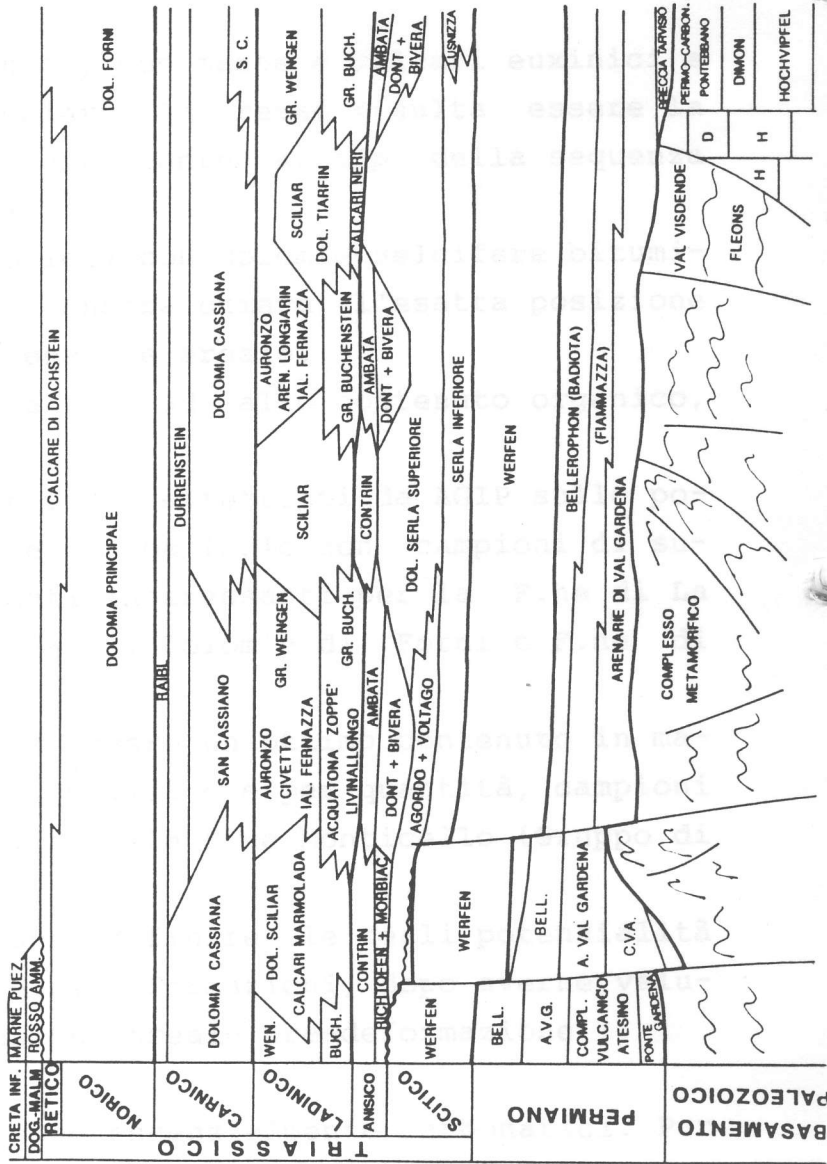 CRETA INF. MARNE PUEZ
DOG.-MALM ROSSO AMM.
RETICO CALCARE DI DACHSTEIN
NORICO DOLOMIA PRINCIPALE DOL. FORNI
TRIASSICO
CARNICO
RAIBL
DURRENSTEIN
DOLOMIA CASSIANA SAN CASSIANO DOLOMIA CASSIANA S. C.
LADINICO
WEN. DOL. SCILIAR AURONZO GR. WENGEN SCILIAR AURONZO SCILIAR GR. WENGEN
CIVETTA AREN. LONGIARIN
CALCARI MARMOLADA IAL. FERNAZZA IAL. FERNAZZA DOL. TIARFIN
BUCH. ACQUATONA ZOPPE' GR. BUCH. GR. BUCHENSTEIN GR. BUCH.
LIVINALLONGO CALCARI NERI
ANISICO CONTRIN AMBATA CONTRIN AMBATA AMBATA
RICHTOFEN + MORBIAC DONT + BIVERA DOL. SERLA SUPERIORE DONT + BIVERA DONT + BIVERA
AGORDO + VOLTAGO
SERLA INFERIORE LUSNIZZA
SCITICO WERFEN WERFEN WERFEN
PERMIANO
BELL. BELL. BELLEROPHON (BADIOTA)
(FIAMMAZZA)
A.V.G. A. VAL GARDENA ARENARIE DI VAL GARDENA
COMPL.
VULCANICO
ATESINO C.V.A.
PONTE
GARDENA
BRECCIA TARVISIO
PERMO CARBON.
PONTEBBANO
BASAMENTO
PALEOZOICO
COMPLESSO
METAMORFICO
VAL VISDENDE D DIMON
FLEONS H H HOCHVIPFEL